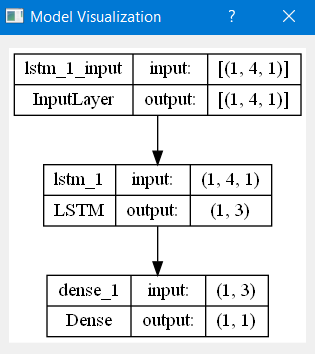 Model Visualization ? ×
lstm_1_input input: [(1, 4, 1)]
InputLayer output: [(1, 4, 1)]
lstm_1 input: (1, 4, 1)
LSTM output: (1, 3)
dense_1 input: (1, 3)
Dense output: (1, 1)